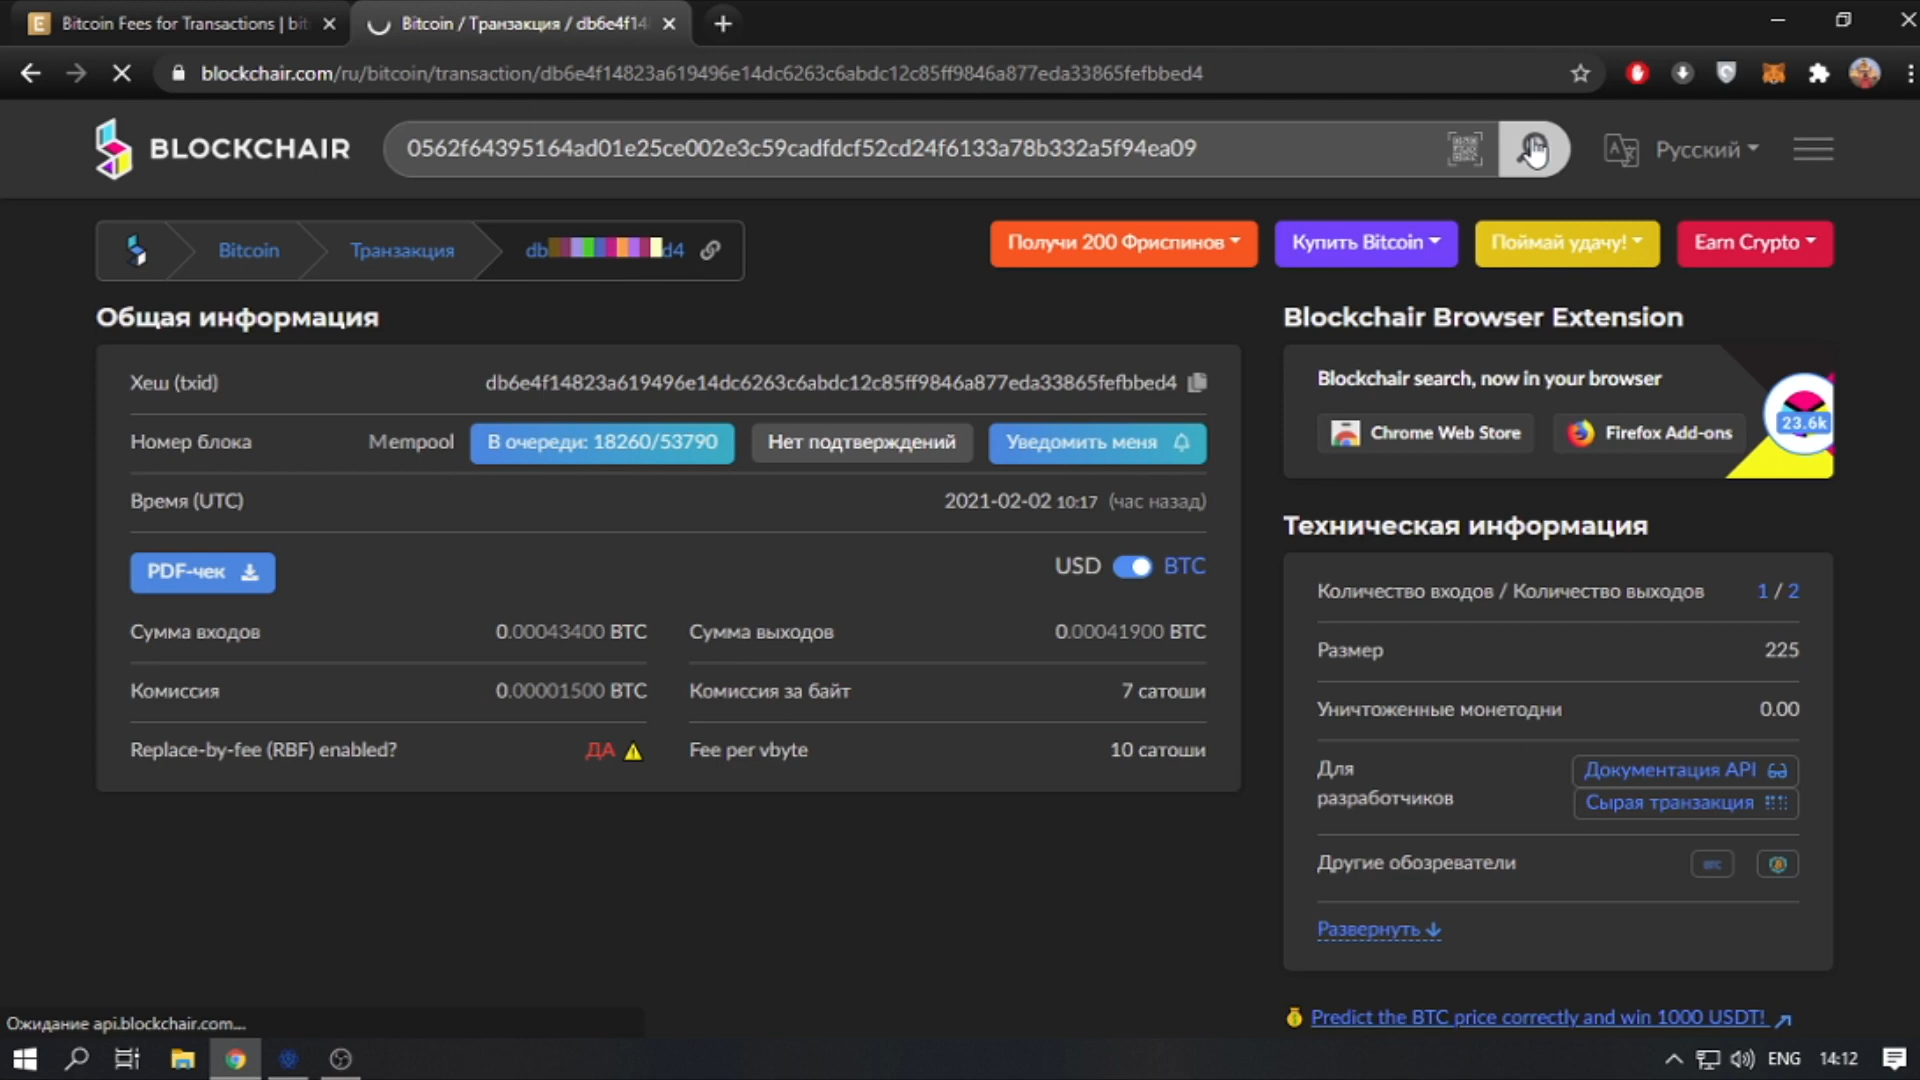 Bitcoin Fees for Transactions | bit
Bitcoin / Транзакция / db6e4f14
blockchair.com/ru/bitcoin/transaction/db6e4f14823a619496e14dc6263c6abdc12c85ff9846a877eda33865fefbbed4
BLOCKCHAIR
0562f64395164ad01e25ce002e3c59cadfdcf52cd24f6133a78b332a5f94ea09
Русский
Bitcoin
Транзакция
db
d4
Получи 200 Фриспинов
Купить Bitcoin
Поймай удачу!
Earn Crypto
Общая информация
Хеш (txid)
db6e4f14823a619496e14dc6263c6abdc12c85ff9846a877eda33865fefbbed4
Номер блока
Mempool
В очереди: 18260/53790
Нет подтверждений
Уведомить меня
Время (UTC)
2021-02-02 10:17 (час назад)
PDF-чек
USD
BTC
Сумма входов
0.00043400 BTC
Сумма выходов
0.00041900 BTC
Комиссия
0.00001500 BTC
Комиссия за байт
7 сатоши
Replace-by-fee (RBF) enabled?
ДА
Fee per vbyte
10 сатоши
Blockchair Browser Extension
Blockchair search, now in your browser
Chrome Web Store
Firefox Add-ons
23.6k
Техническая информация
Количество входов / Количество выходов
1 / 2
Размер
225
Уничтоженные монетодни
0.00
Для
разработчиков
Документация API
Сырая транзакция
Другие обозреватели
Развернуть
Predict the BTC price correctly and win 1000 USDT!
Ожидание api.blockchair.com...
ENG
14:12